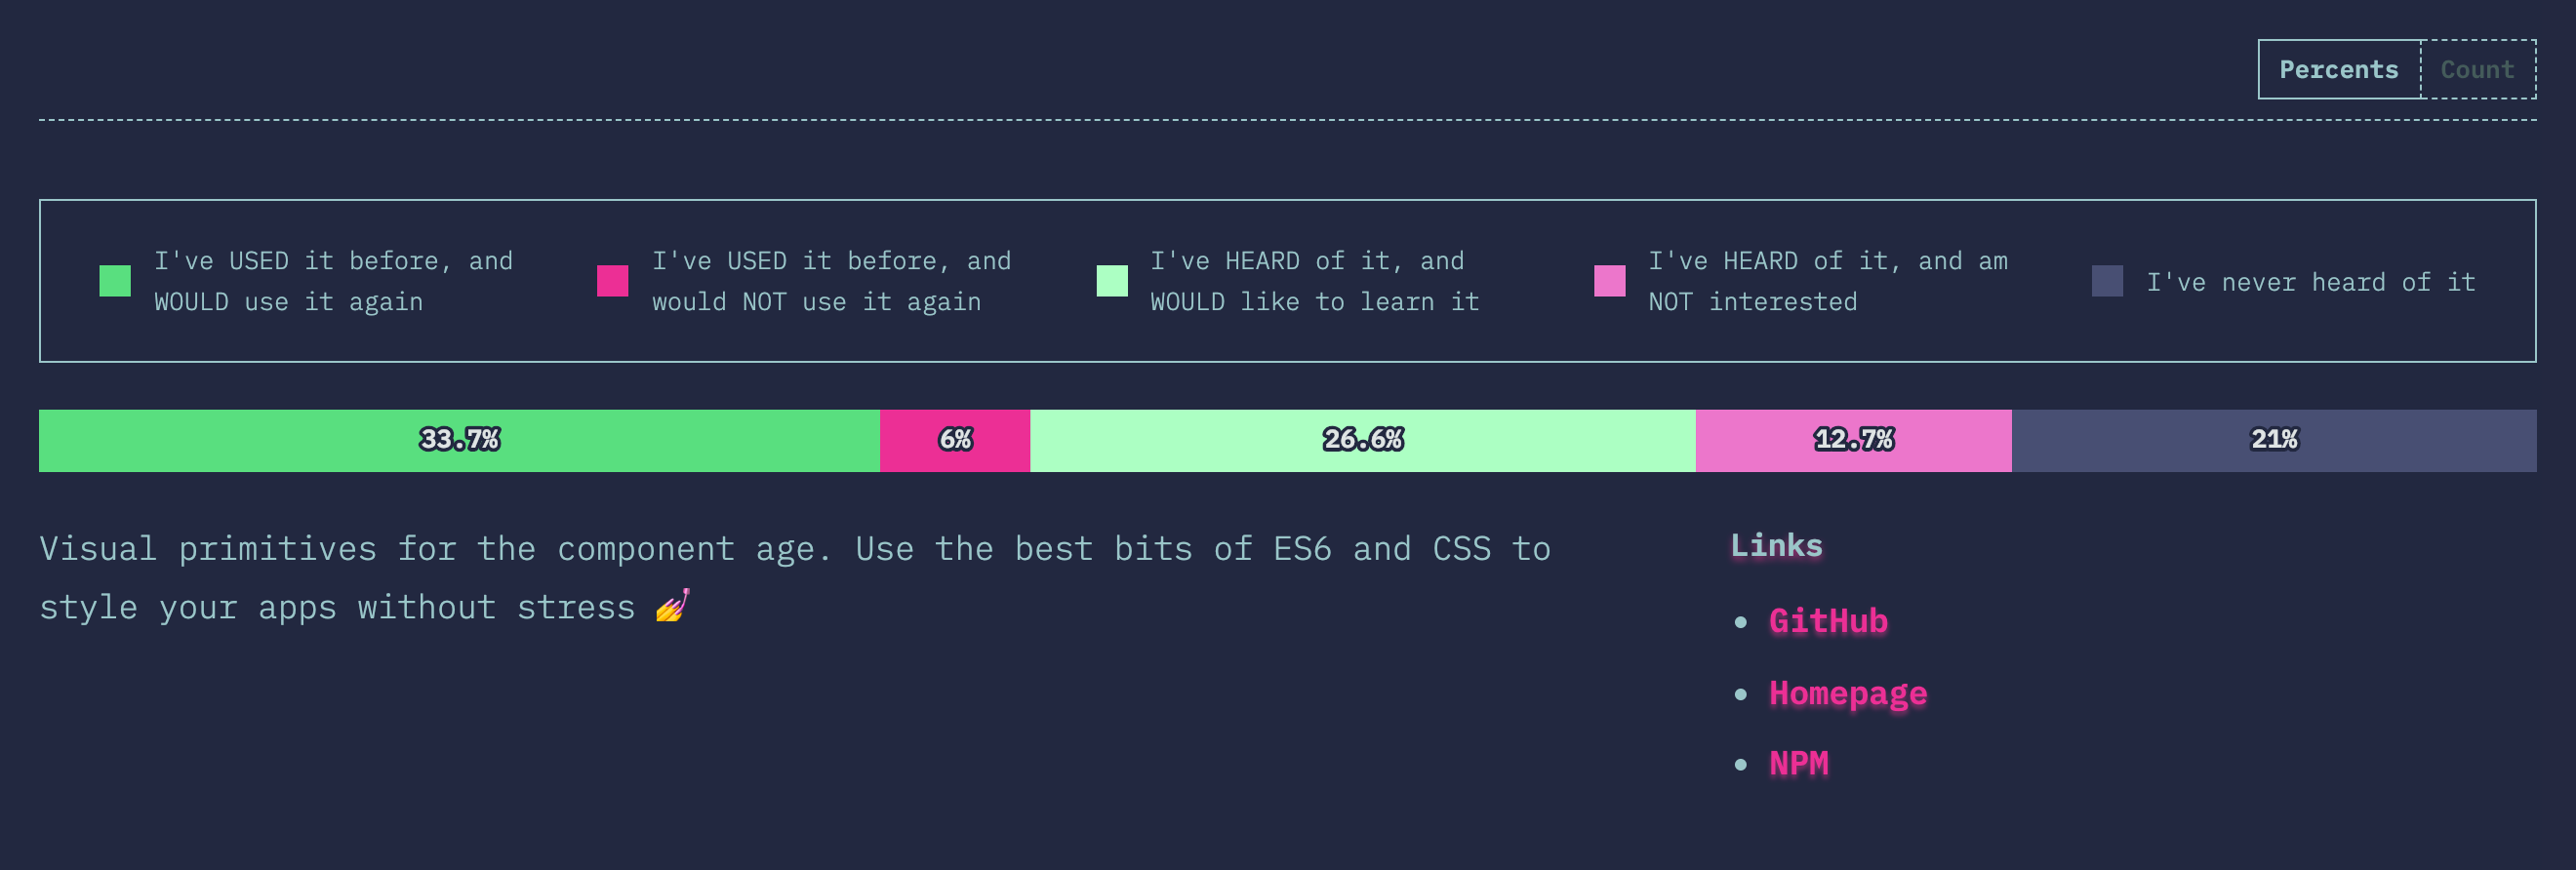 Percents Count
I've USED it before, and
WOULD use it again
I've USED it before, and
would NOT use it again
I've HEARD of it, and
WOULD like to learn it
I've HEARD of it, and am
NOT interested
I've never heard of it
33.7% 6% 26.6% 12.7% 21%
Visual primitives for the component age. Use the best bits of ES6 and CSS to
style your apps without stress 💅
Links
• GitHub
• Homepage
• NPM